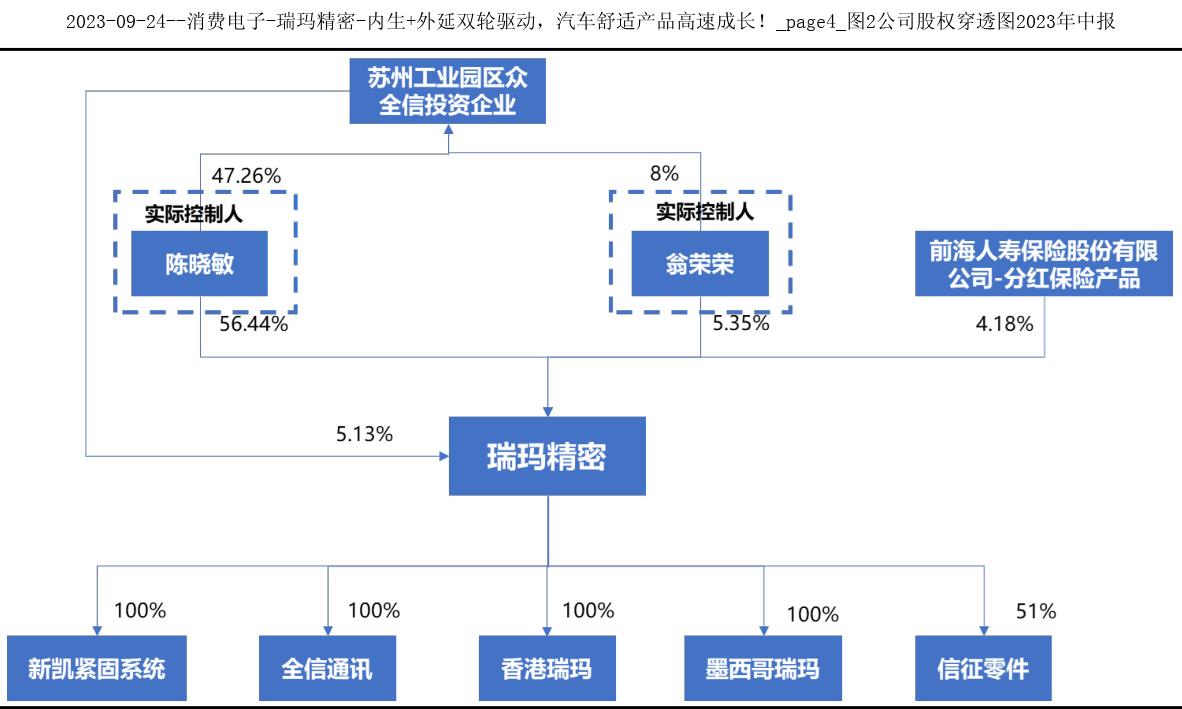 2023-09-24--消费电子-瑞玛精密-内生+外延双轮驱动，汽车舒适产品高速成长！_page4_图2公司股权穿透图2023年中报
苏州工业园区众
全信投资企业
47.26%
8%
实际控制人
实际控制人
陈晓敏
翁荣荣
前海人寿保险股份有限
公司-分红保险产品
56.44%
5.35%
4.18%
5.13%
瑞玛精密
100%
100%
100%
100%
51%
新凯紧固系统
全信通讯
香港瑞玛
墨西哥瑞玛
信征零件